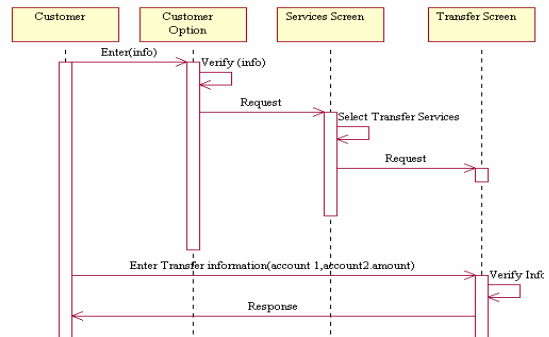 Customer
Customer
Option
Services Screen
Transfer Screen
Enter(info)
Verify (info)
Request
Select Transfer Services
Request
Enter Transfer information(account 1,account2.amount)
Verify Info
Response